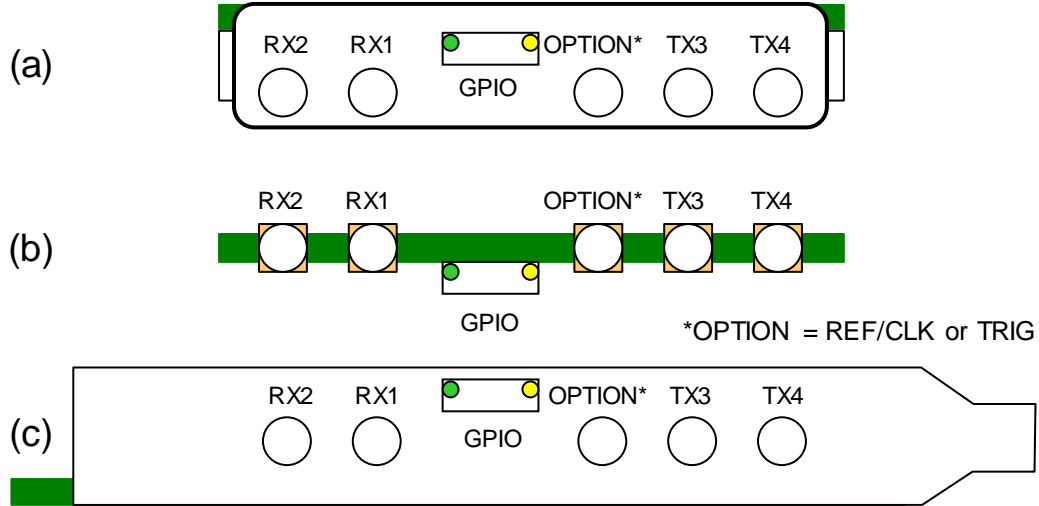 (a)
RX2 RX1 OPTION* TX3 TX4
GPIO
(b)
RX2 RX1 OPTION* TX3 TX4
GPIO
*OPTION = REF/CLK or TRIG
(c)
RX2 RX1 OPTION* TX3 TX4
GPIO